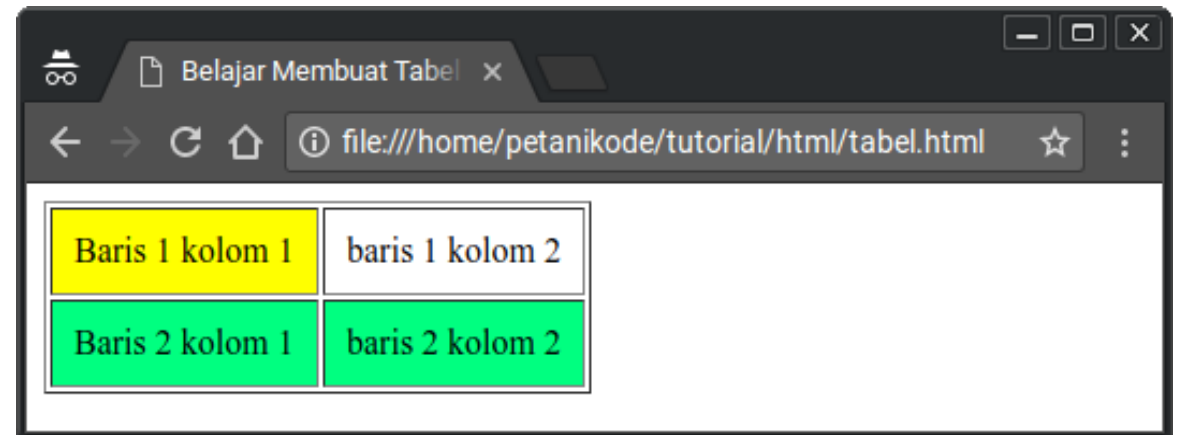 Belajar Membuat Tabel
file:///home/petanikode/tutorial/html/tabel.html
Baris 1 kolom 1 baris 1 kolom 2
Baris 2 kolom 1 baris 2 kolom 2